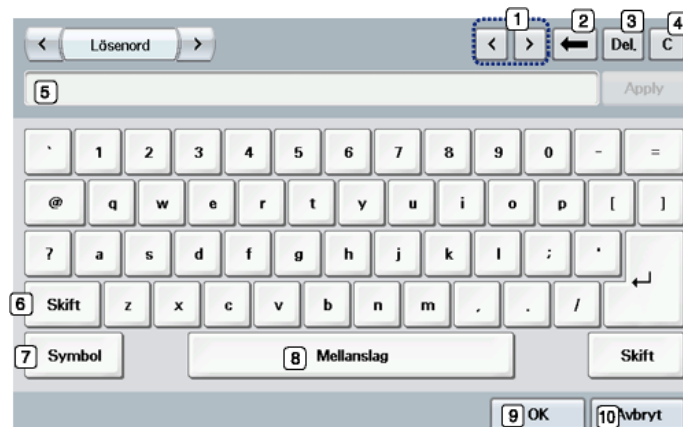 1 2 3 4
< Lösenord > < > ← Del. C
5 Apply
` 1 2 3 4 5 6 7 8 9 0 - =
@ q w e r t y u i o p [ ]
? a s d f g h j k l ; '
6 Skift z x c v b n m , . / ↵
7 Symbol 8 Mellanslag Skift
9 OK 10 Avbryt